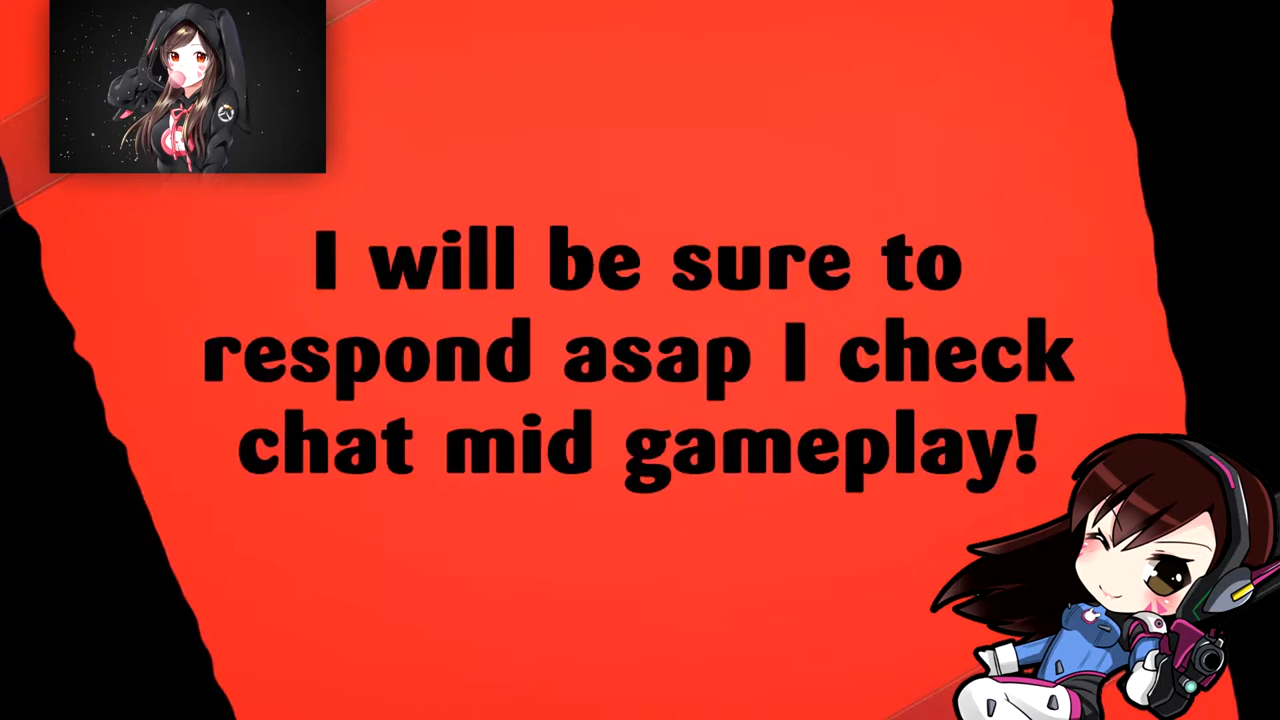 I will be sure to
respond asap I check
chat mid gameplay!